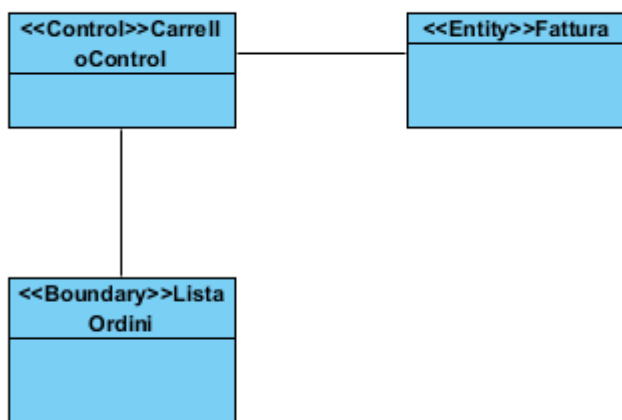 <<Control>>Carrell
oControl
<<Entity>>Fattura
<<Boundary>>Lista
Ordini